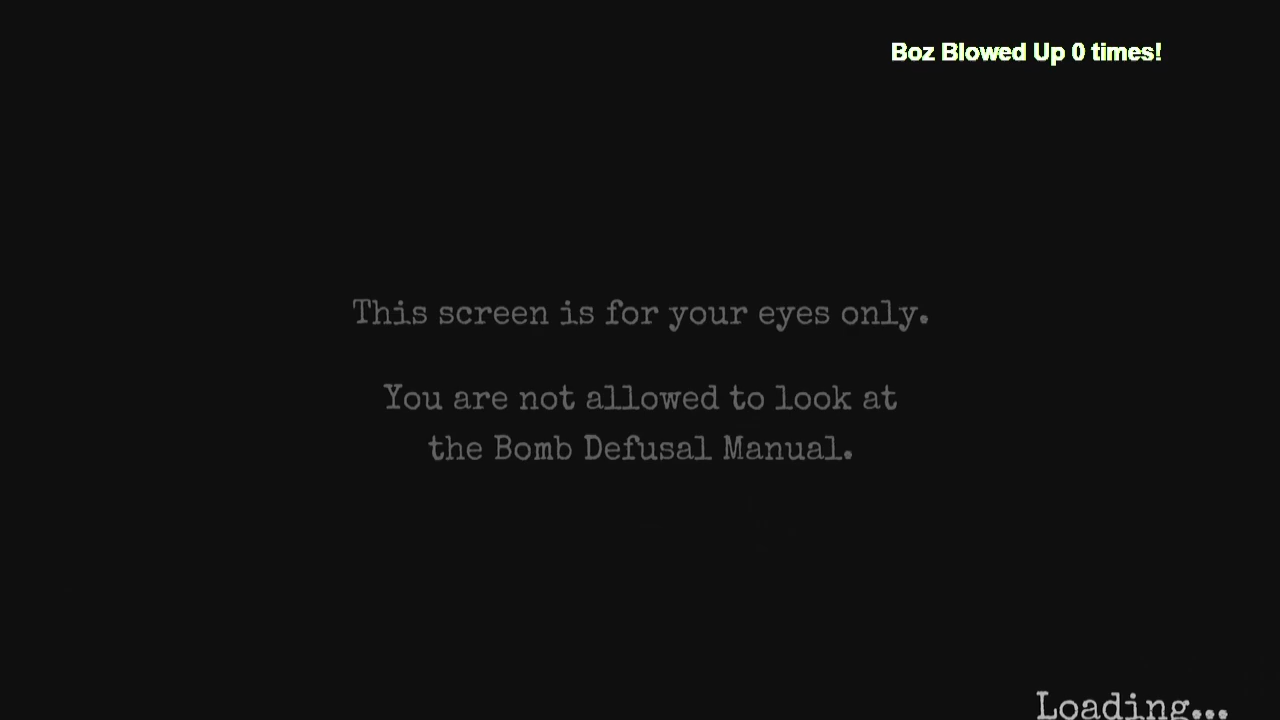 Boz Blowed Up 0 times!
This screen is for your eyes only.
You are not allowed to look at
the Bomb Defusal Manual.
Loading...